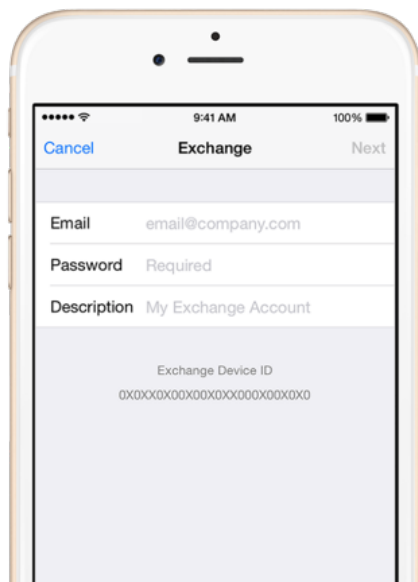 9:41 AM 100%
Cancel Exchange Next
Email email@company.com
Password Required
Description My Exchange Account
Exchange Device ID
0X0XX0X00X00X0XX000X00X0X0